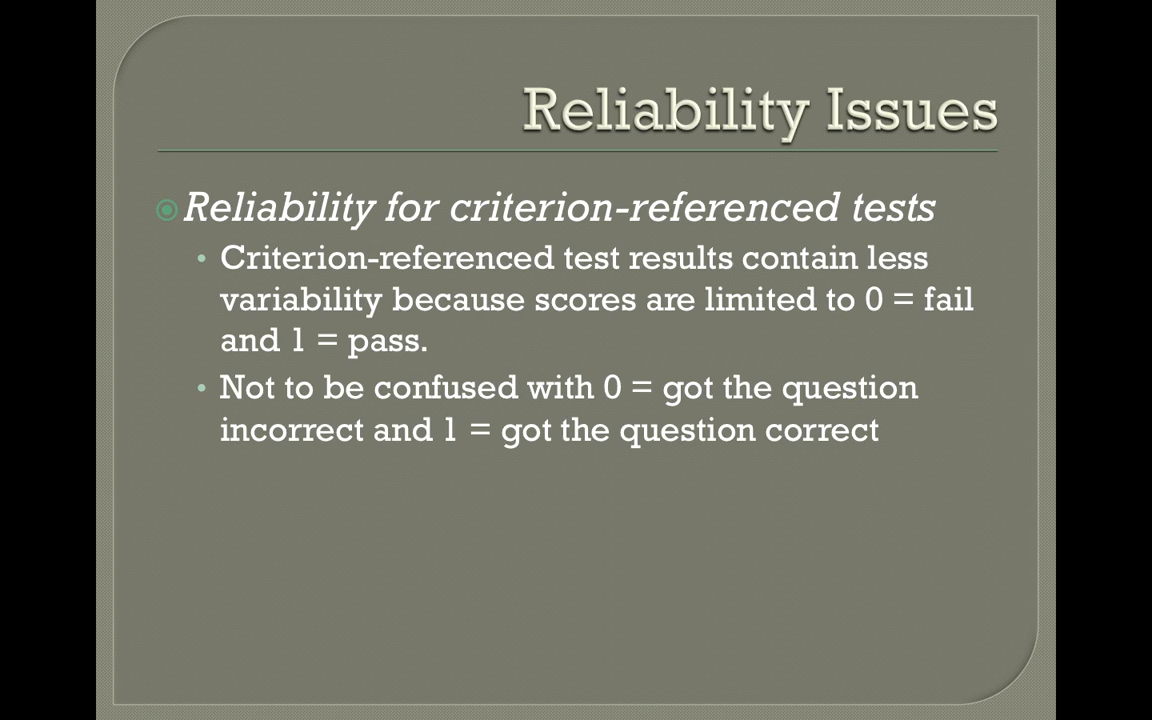 Reliability Issues
Reliability for criterion-referenced tests
• Criterion-referenced test results contain less
variability because scores are limited to 0 = fail
and 1 = pass.
• Not to be confused with 0 = got the question
incorrect and 1 = got the question correct